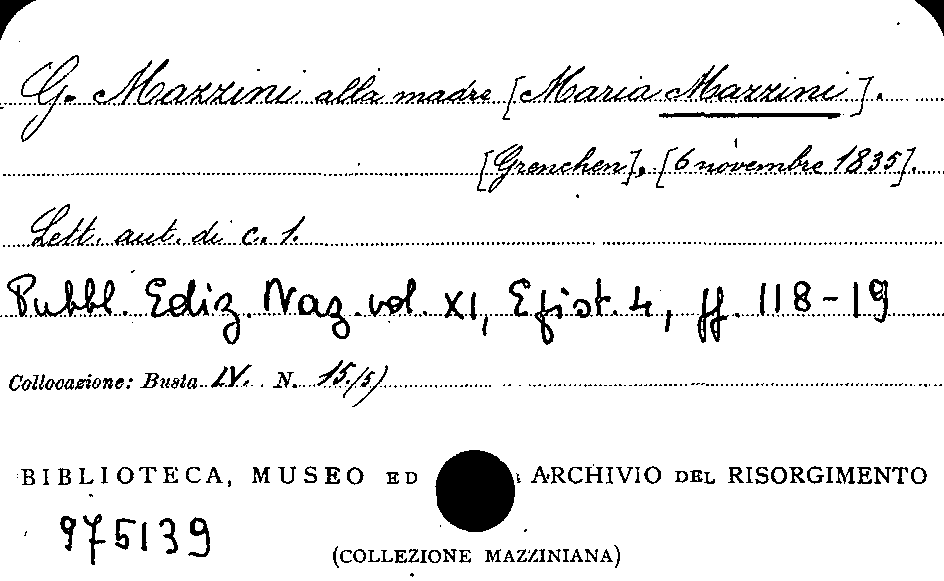 G. Mazzini alla madre [Maria Mazzini].
[Grenchen], [6 novembre 1835].
Lett. aut. di c. 1.
Pubbl. Ediz. Naz. vol. XI, Epist. 4, pp. 118-19
Collocazione: Busta IV. N. 15/5)
BIBLIOTECA, MUSEO ED ARCHIVIO DEL RISORGIMENTO
975139
(COLLEZIONE MAZZINIANA)